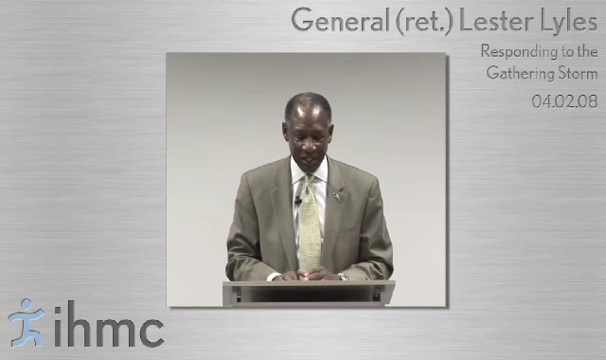 General (ret.) Lester Lyles
Responding to the
Gathering Storm
04.02.08
ihmc